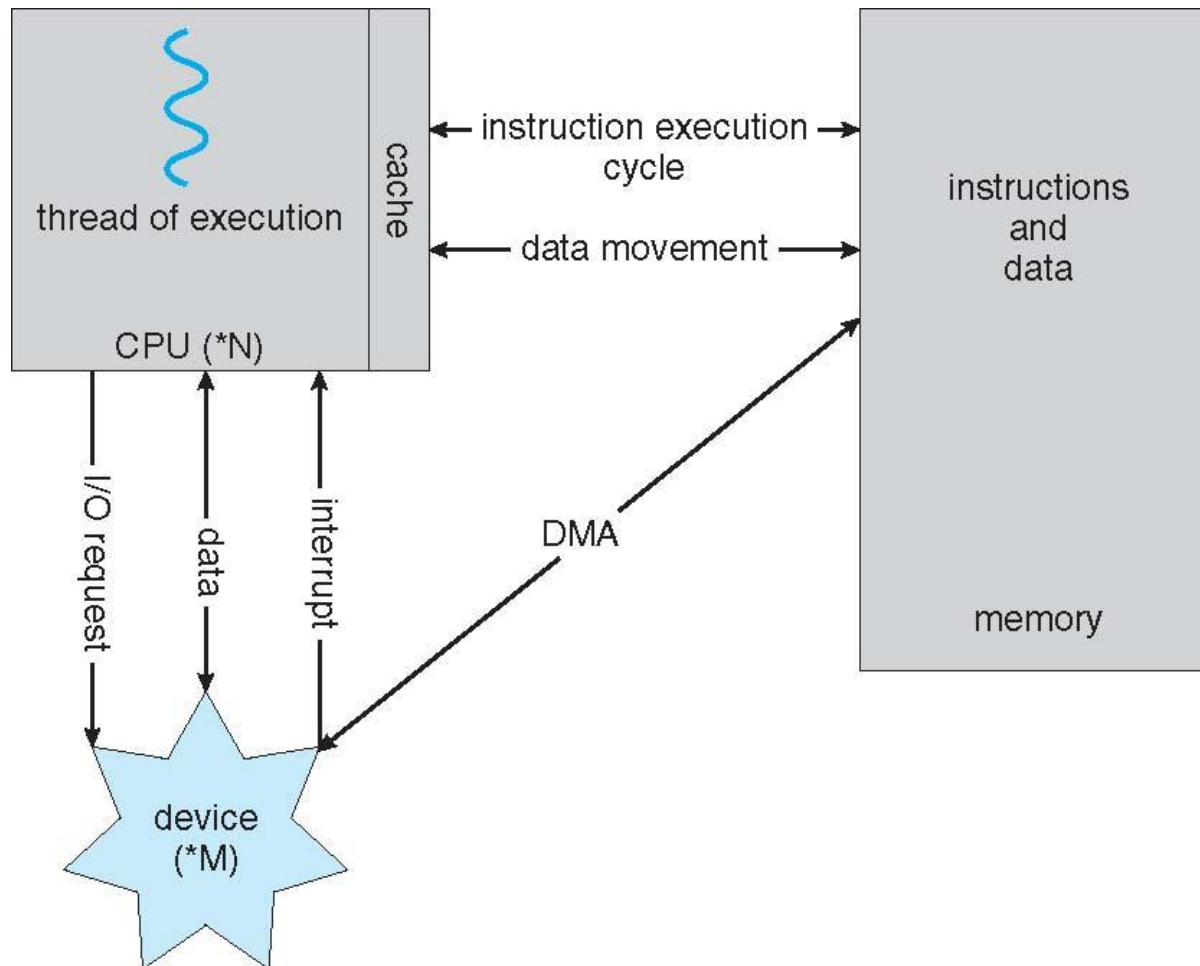 thread of execution
cache
CPU (*N)
instruction execution
cycle
data movement
instructions
and
data
memory
I/O request
data
interrupt
DMA
device
(*M)